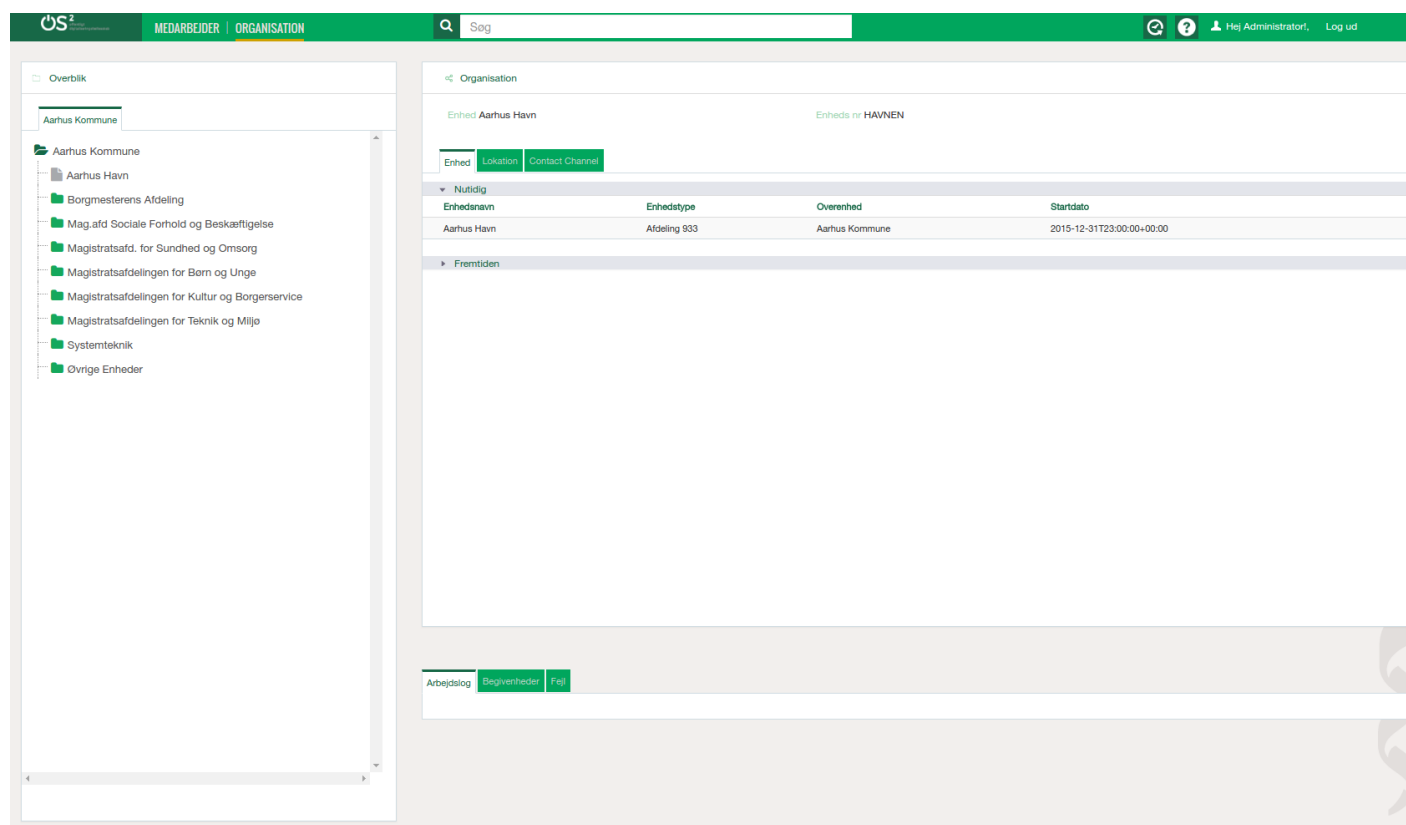 OS²
MEDARBEJDER | ORGANISATION
Søg
Hej Administrator!, Log ud
Overblik
Aarhus Kommune
Aarhus Kommune
Aarhus Havn
Borgmesterens Afdeling
Mag.afd Sociale Forhold og Beskæftigelse
Magistratsafd. for Sundhed og Omsorg
Magistratsafdelingen for Børn og Unge
Magistratsafdelingen for Kultur og Borgerservice
Magistratsafdelingen for Teknik og Miljø
Systemteknik
Øvrige Enheder
Organisation
Enhed Aarhus Havn Enheds nr HAVNEN
Enhed Lokation Contact Channel
Nutidig
Enhedsnavn Enhedstype Overenhed Startdato
Aarhus Havn Afdeling 933 Aarhus Kommune 2015-12-31T23:00:00+00:00
Fremtiden
Arbejdslog Begivenheder Fejl